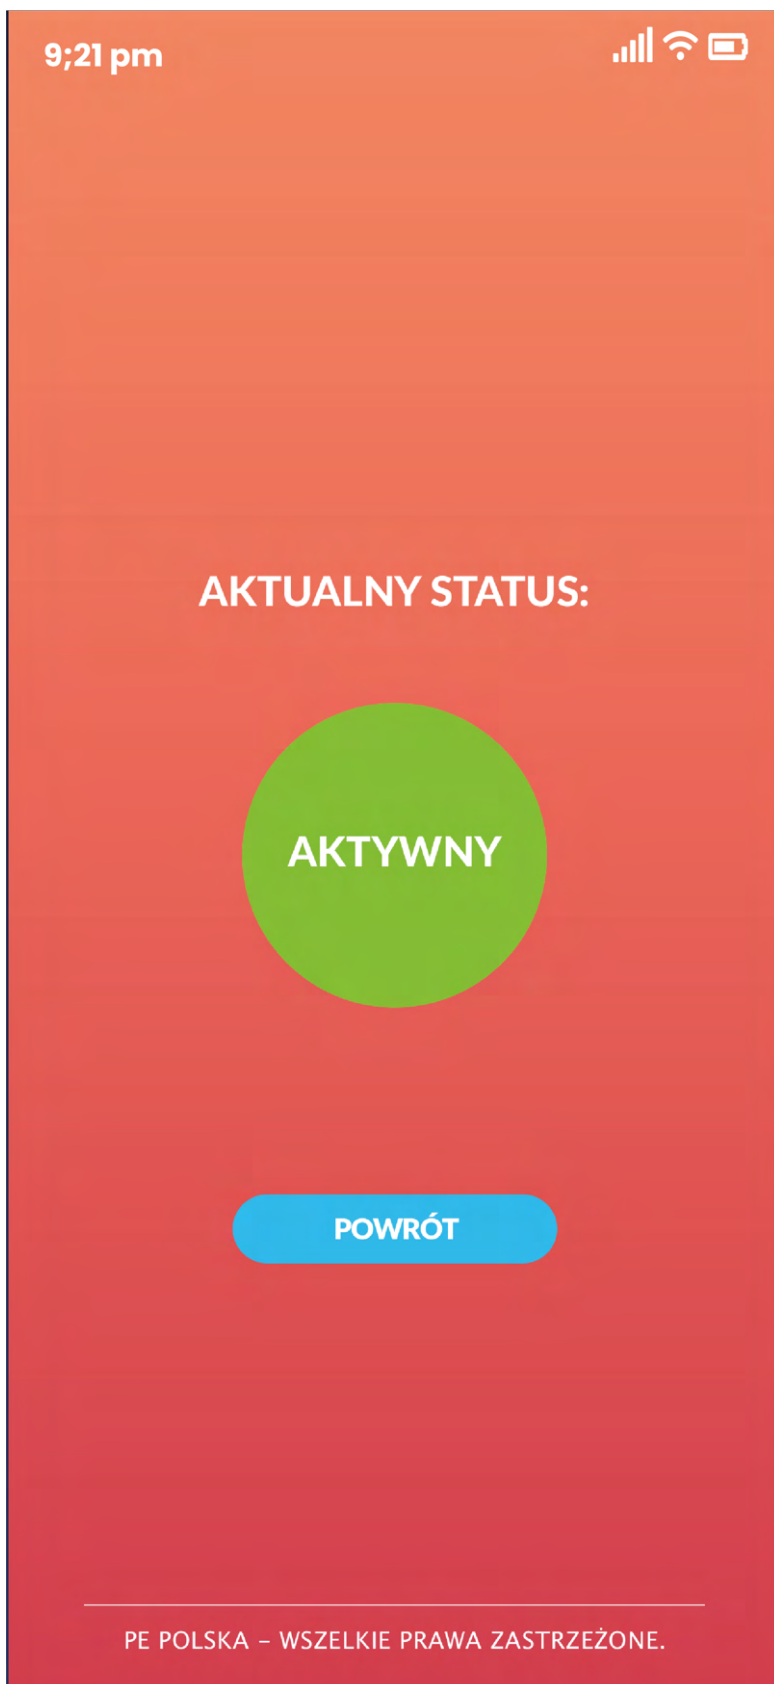 9;21 pm
AKTUALNY STATUS:
AKTYWNY
POWRÓT
PE POLSKA – WSZELKIE PRAWA ZASTRZEŻONE.